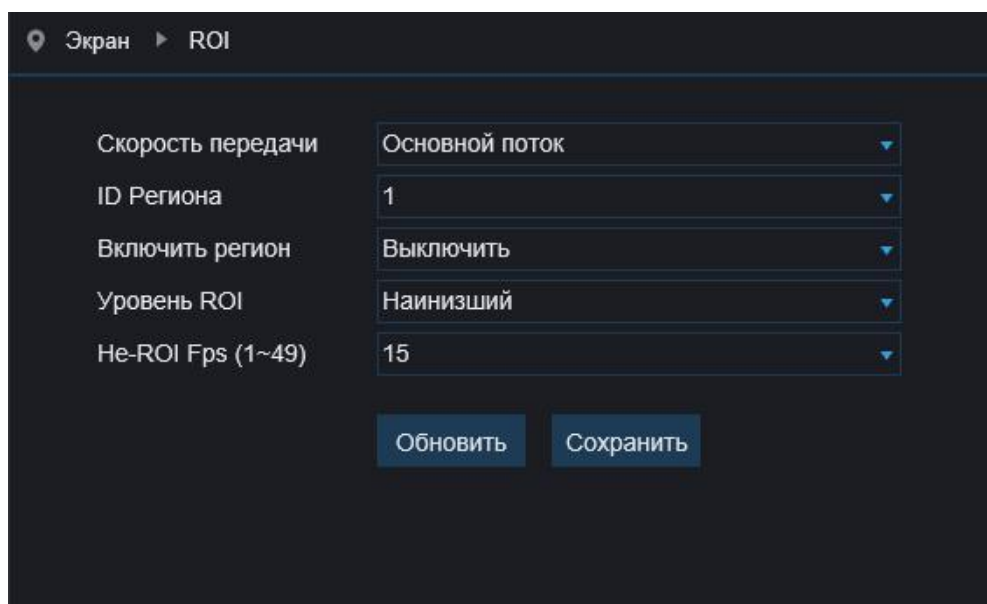 Экран ROI
Скорость передачи Основной поток
ID Региона 1
Включить регион Выключить
Уровень ROI Наинизший
Не-ROI Fps (1~49) 15
Обновить Сохранить